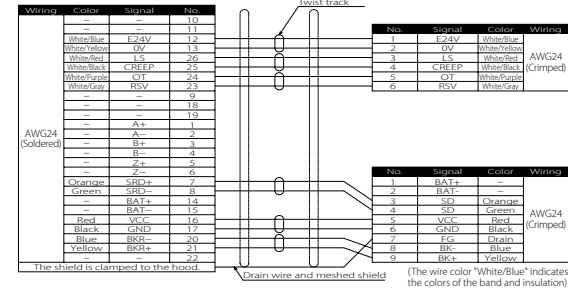 Twist track
Wiring Color Signal No.
– – 10
– – 11
White/Blue E24V 12
White/Yellow 0V 13
White/Red LS 26
White/Black CREEP 25
White/Purple OT 24
White/Gray RSV 23
– – 9
– – 18
– – 19
– A+ 1
– A− 2
– B+ 3
– B− 4
– Z+ 5
– Z− 6
Orange SRD+ 7
Green SRD− 8
– BAT+ 14
– BAT− 15
Red VCC 16
Black GND 17
Blue BKR− 20
Yellow BKR+ 21
– – 22
AWG24
(Soldered)
The shield is clamped to the hood.
No. Signal Color Wiring
1 E24V White/Blue
2 0V White/Yellow
3 LS White/Red
4 CREEP White/Black
5 OT White/Purple
6 RSV White/Gray
AWG24
(Crimped)
No. Signal Color Wiring
1 BAT+ –
2 BAT- –
3 SD Orange
4 SD Green
5 VCC Red
6 GND Black
7 FG Drain
8 BK- Blue
9 BK+ Yellow
AWG24
(Crimped)
Drain wire and meshed shield
(The wire color "White/Blue" indicates
the colors of the band and insulation)